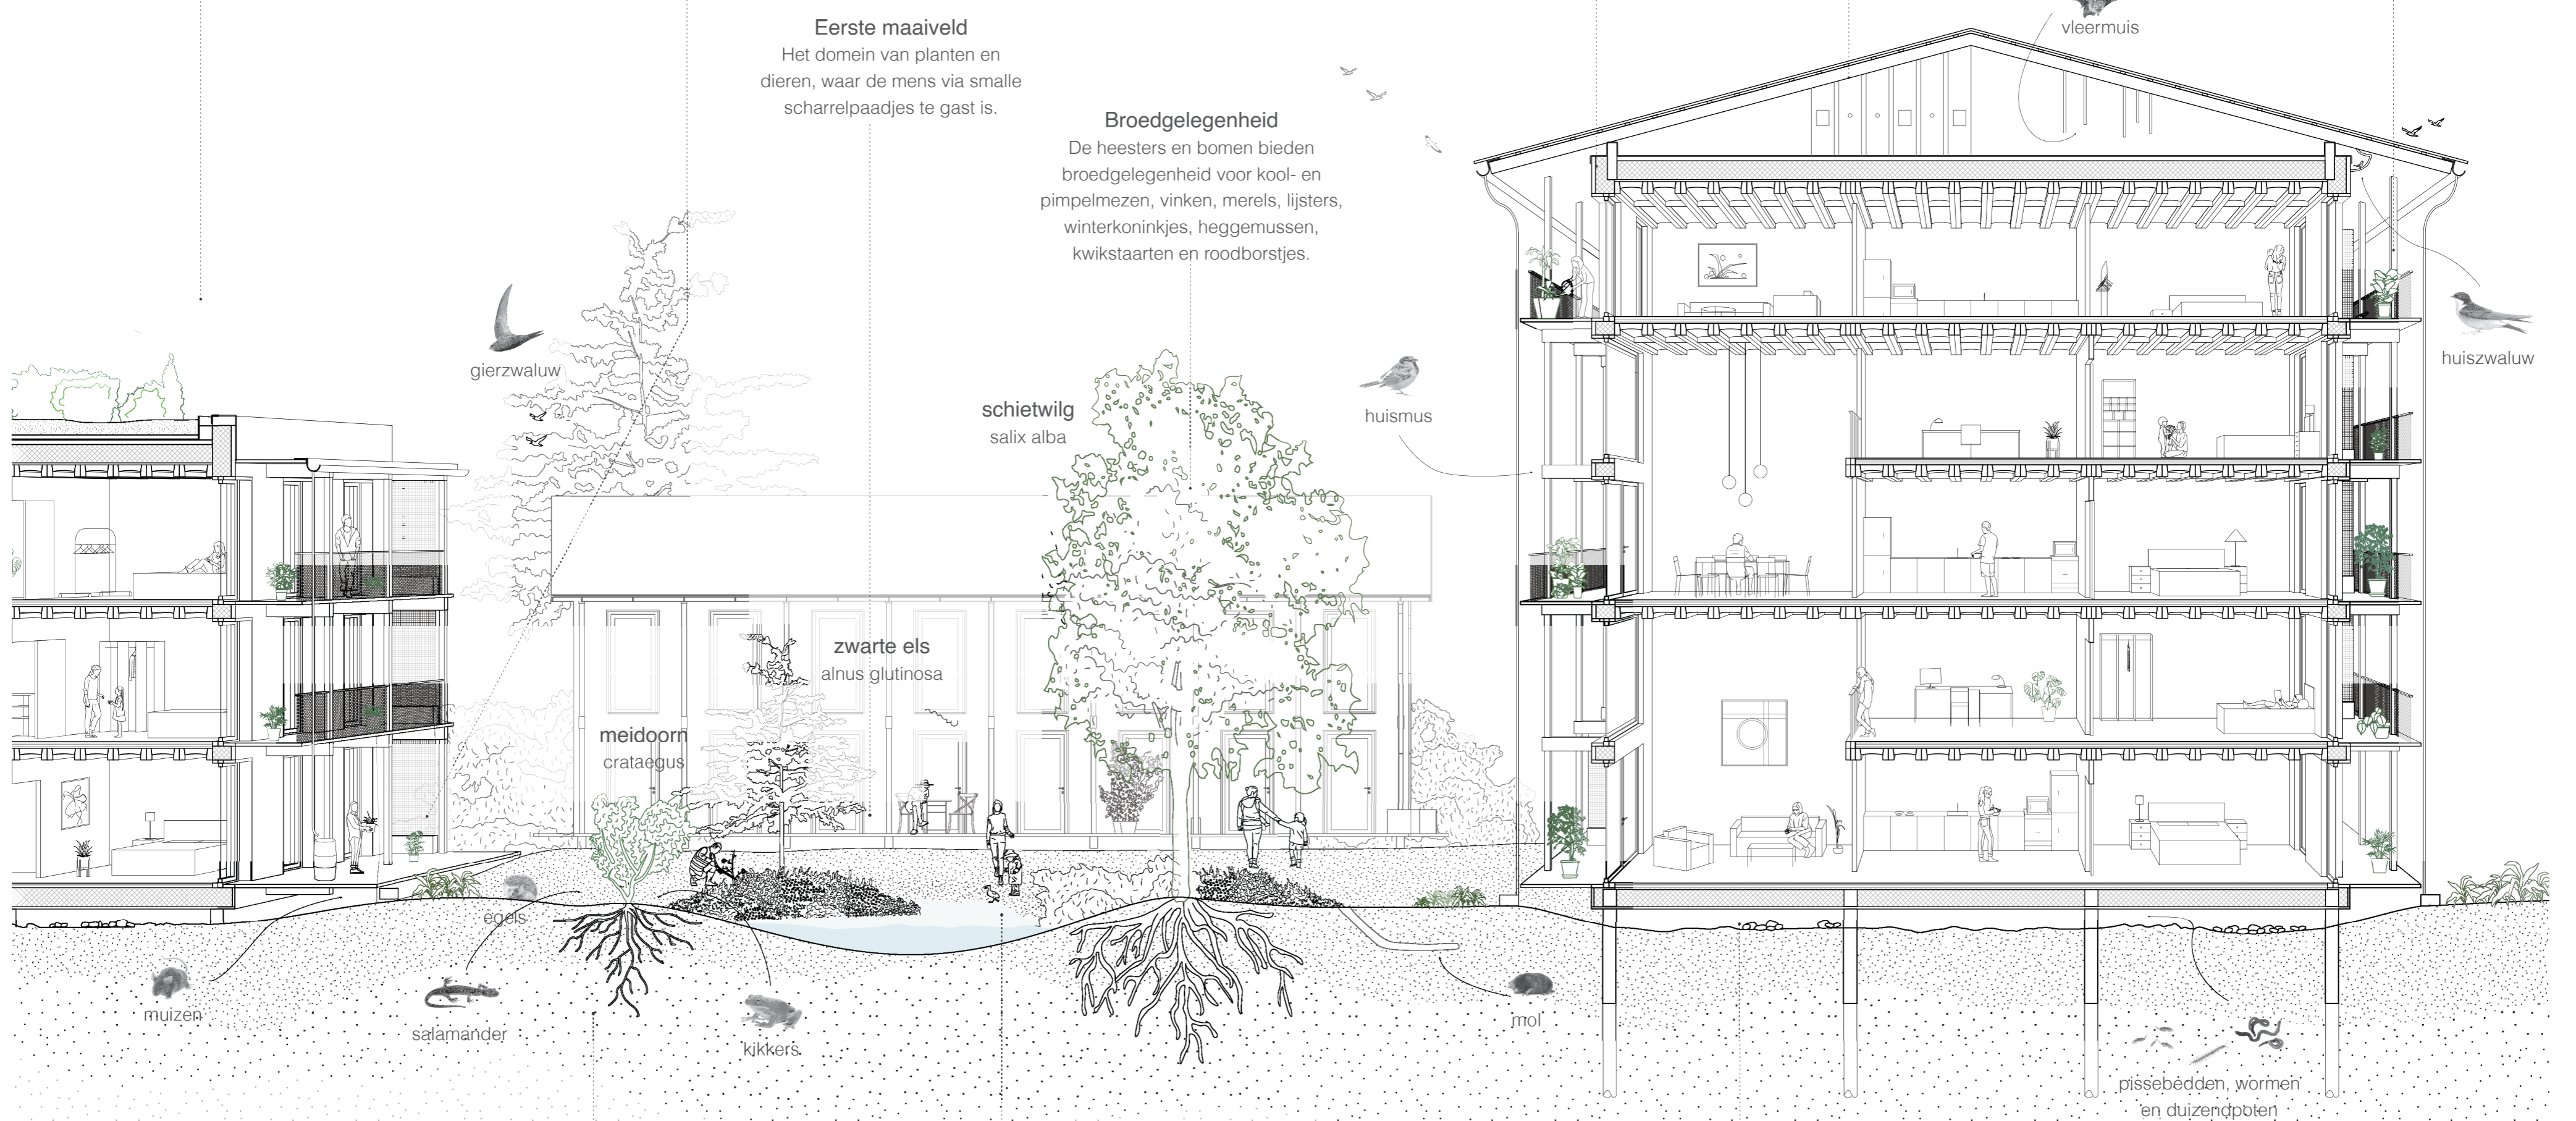 Eerste maaiveld
Het domein van planten en
dieren, waar de mens via smalle
scharrelpaadjes te gast is.
vleermuis
Broedgelegenheid
De heesters en bomen bieden
broedgelegenheid voor kool- en
pimpelmezen, vinken, merels, lijsters,
winterkoninkjes, heggemussen,
kwikstaarten en roodborstjes.
gierzwaluw
huiszwaluw
schietwilg
salix alba
huismus
zwarte els
alnus glutinosa
meidoorn
crataegus
egels
muizen
salamander
kikkers
mol
pissebedden, wormen
en duizendpoten